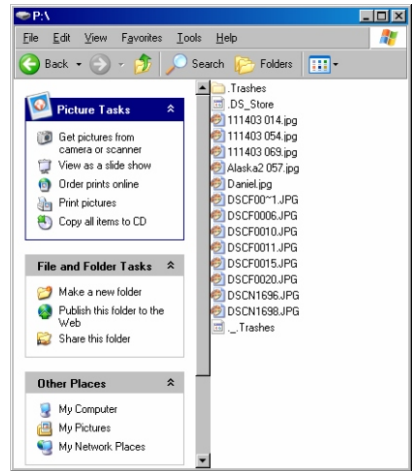 P:\
File Edit View Favorites Tools Help
Back Search Folders
Picture Tasks
Get pictures from
camera or scanner
View as a slide show
Order prints online
Print pictures
Copy all items to CD
File and Folder Tasks
Make a new folder
Publish this folder to the
Web
Share this folder
Other Places
My Computer
My Pictures
My Network Places
.Trashes
.DS_Store
111403 014.jpg
111403 054.jpg
111403 069.jpg
Alaska2 057.jpg
Daniel.jpg
DSCF00~1.JPG
DSCF0006.JPG
DSCF0010.JPG
DSCF0011.JPG
DSCF0015.JPG
DSCF0020.JPG
DSCN1696.JPG
DSCN1698.JPG
._.Trashes